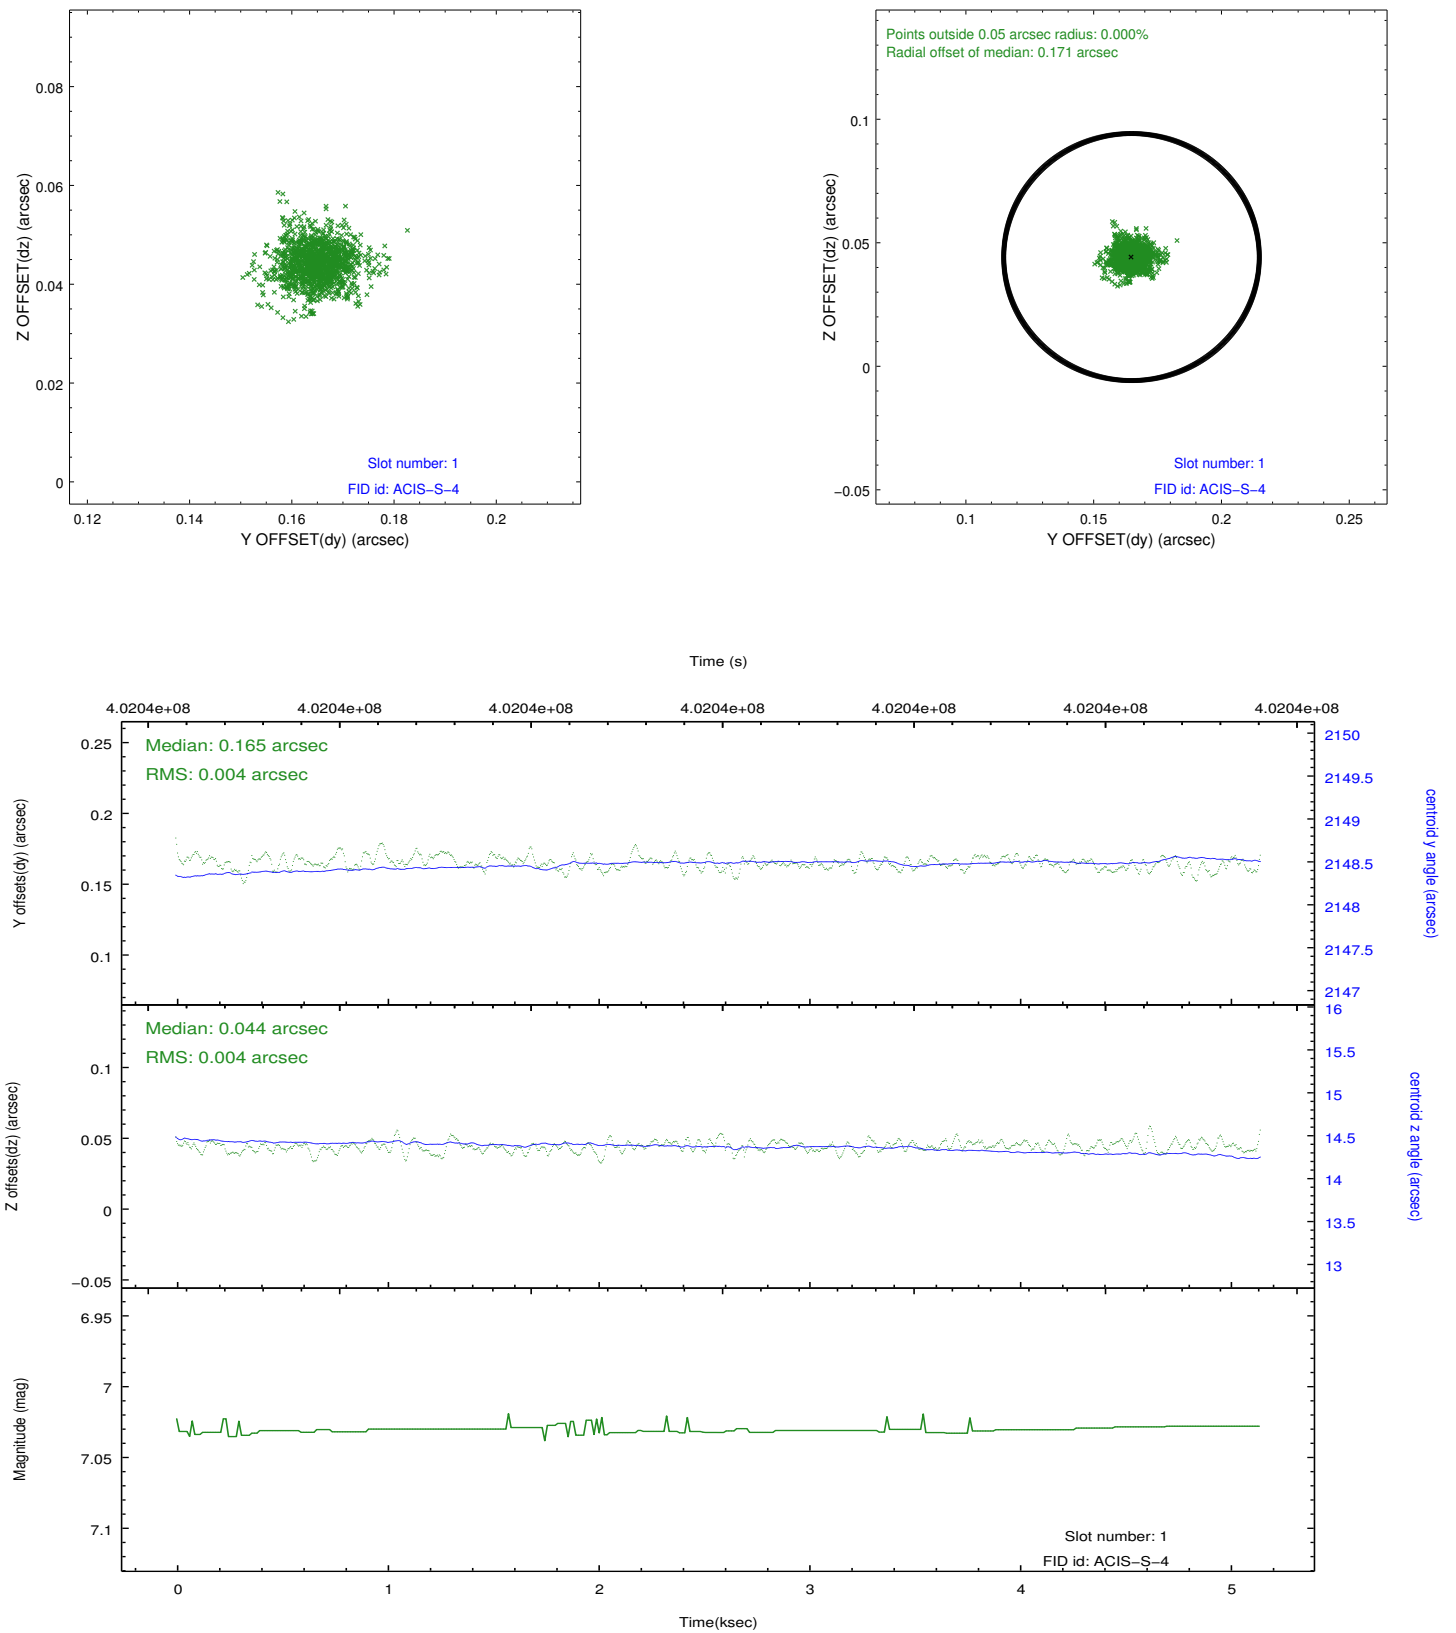 0.08
0.06
0.04
0.02
0
Z OFFSET(dz) (arcsec)
Slot number: 1
FID id: ACIS−S−4
0.12 0.14 0.16 0.18 0.2
Y OFFSET(dy) (arcsec)
Points outside 0.05 arcsec radius: 0.000%
Radial offset of median: 0.171 arcsec
0.1
0.05
0
−0.05
Z OFFSET(dz) (arcsec)
Slot number: 1
FID id: ACIS−S−4
0.1 0.15 0.2 0.25
Y OFFSET(dy) (arcsec)
Time (s)
4.0204e+08 4.0204e+08 4.0204e+08 4.0204e+08 4.0204e+08 4.0204e+08 4.0204e+08
Median: 0.165 arcsec
RMS: 0.004 arcsec
0.25
0.2
0.15
0.1
Y offsets(dy) (arcsec)
2150
2149.5
2149
2148.5
2148
2147.5
2147
centroid y angle (arcsec)
Median: 0.044 arcsec
RMS: 0.004 arcsec
0.1
0.05
0
−0.05
Z offsets(dz) (arcsec)
16
15.5
15
14.5
14
13.5
13
centroid z angle (arcsec)
6.95
7
7.05
7.1
Magnitude (mag)
Slot number: 1
FID id: ACIS−S−4
0 1 2 3 4 5
Time(ksec)